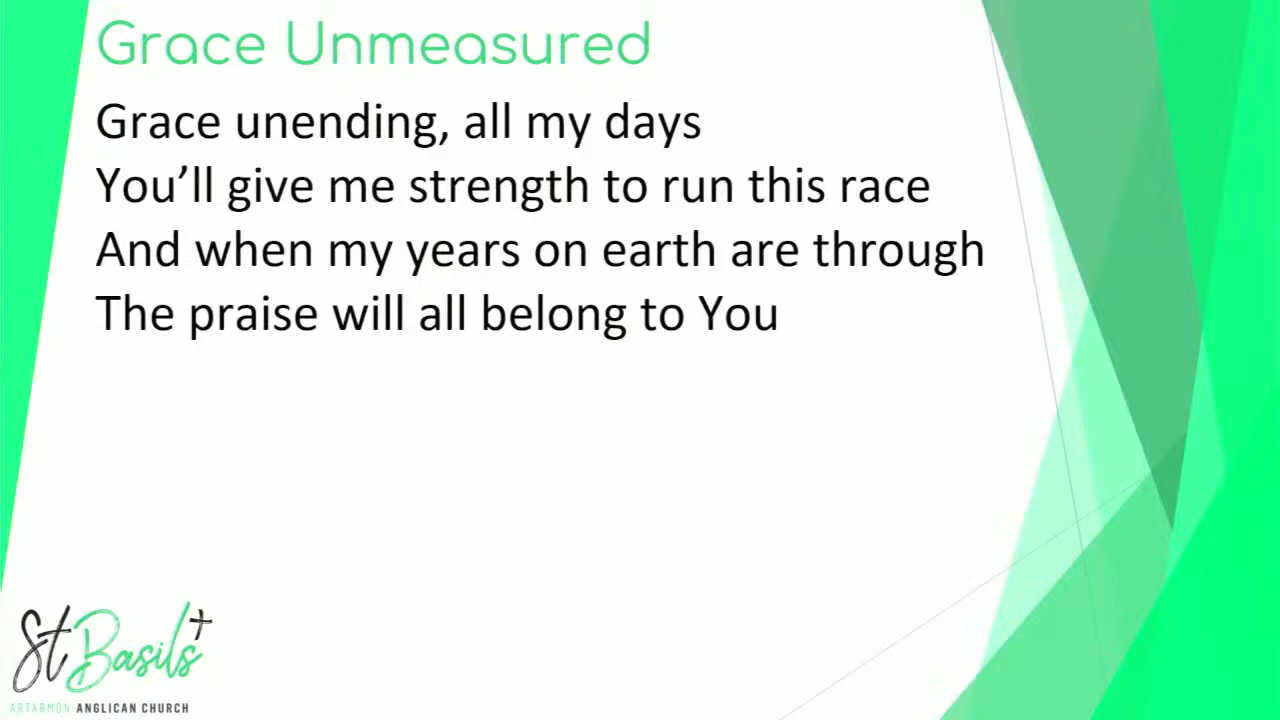 Grace Unmeasured
Grace unending, all my days
You’ll give me strength to run this race
And when my years on earth are through
The praise will all belong to You
St Basils
ARTARMON ANGLICAN CHURCH